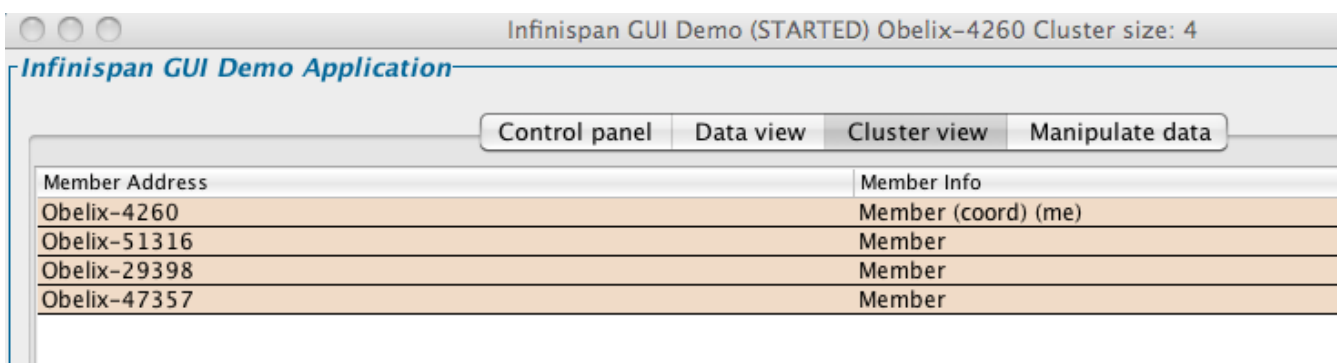 Infinispan GUI Demo (STARTED) Obelix-4260 Cluster size: 4
Infinispan GUI Demo Application
Control panel Data view Cluster view Manipulate data
Member Address Member Info
Obelix-4260 Member (coord) (me)
Obelix-51316 Member
Obelix-29398 Member
Obelix-47357 Member